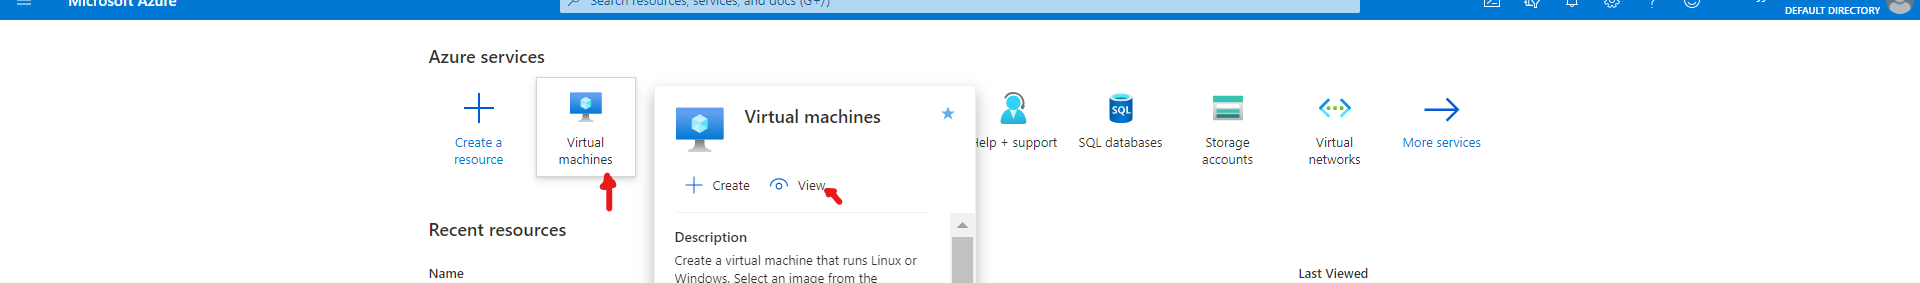 Microsoft Azure
Search resources, services, and docs (G+/)
DEFAULT DIRECTORY
Azure services
Create a
resource
Virtual
machines
Virtual machines
Create
View
Description
Create a virtual machine that runs Linux or
Windows. Select an image from the
Help + support
SQL
SQL databases
Storage
accounts
Virtual
networks
More services
Recent resources
Name
Last Viewed